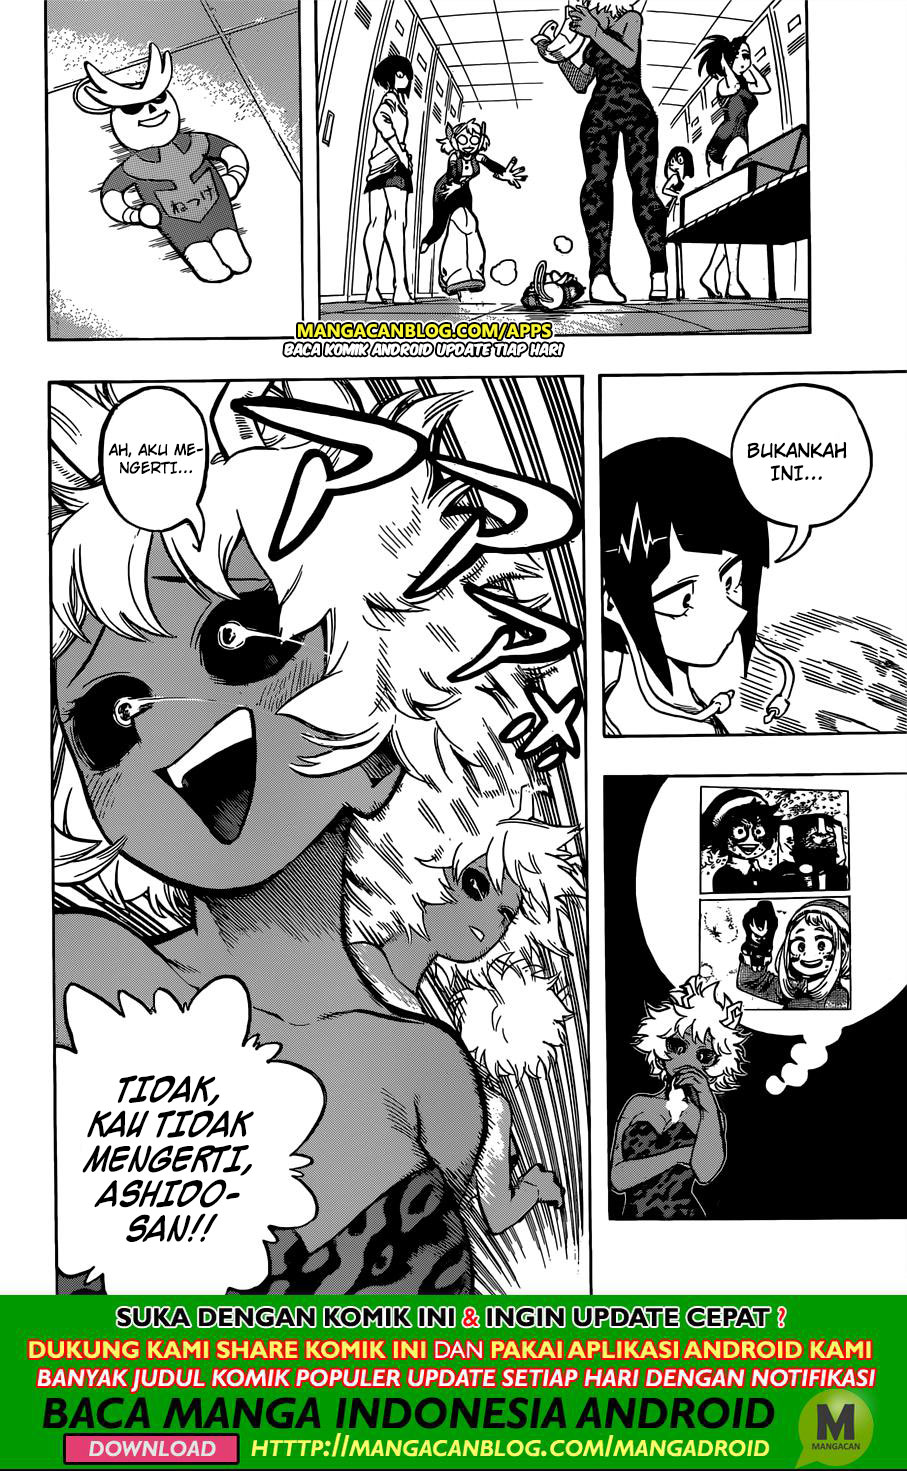 ねつけ
MANGACANBLOG.COM/APPS
BACA KOMIK ANDROID UPDATE TIAP HARI
BUKANKAH
INI...
AH, AKU ME-
NGERTI...
TIDAK,
KAU TIDAK
MENGERTI,
ASHIDO-
SAN!!
SUKA DENGAN KOMIK INI & INGIN UPDATE CEPAT ?
DUKUNG KAMI SHARE KOMIK INI DAN PAKAI APLIKASI ANDROID KAMI
BANYAK JUDUL KOMIK POPULER UPDATE SETIAP HARI DENGAN NOTIFIKASI
BACA MANGA INDONESIA ANDROID
M
MANGACAN
DOWNLOAD HTTTP://MANGACANBLOG.COM/MANGADROID